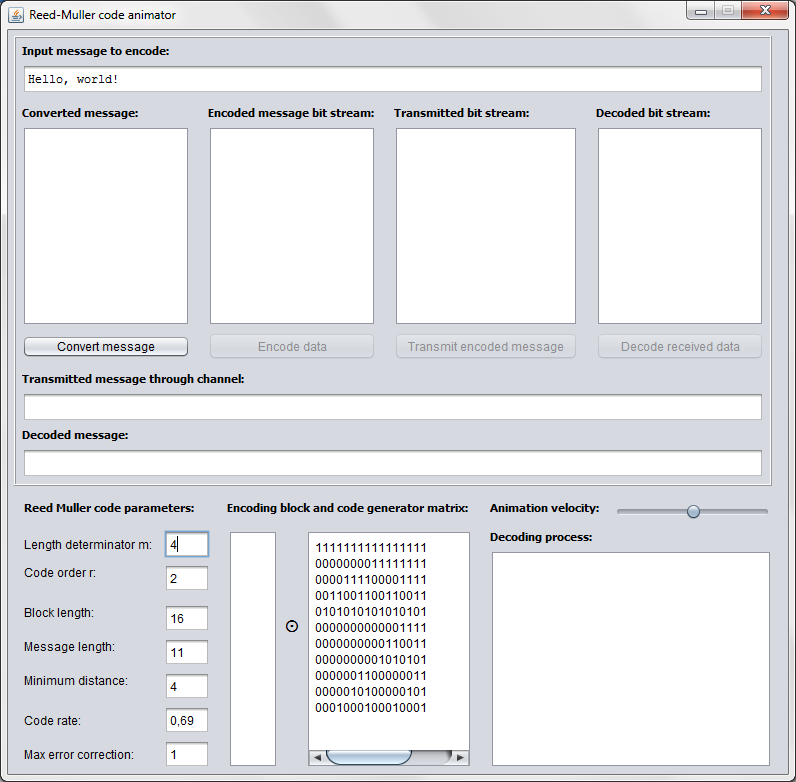 Reed-Muller code animator
Input message to encode:
Hello, world!
Converted message:
Encoded message bit stream:
Transmitted bit stream:
Decoded bit stream:
Convert message
Encode data
Transmit encoded message
Decode received data
Transmitted message through channel:
Decoded message:
Reed Muller code parameters:
Length determinator m:
4
Code order r:
2
Block length:
16
Message length:
11
Minimum distance:
4
Code rate:
0,69
Max error correction:
1
Encoding block and code generator matrix:
1111111111111111
0000000011111111
0000111100001111
0011001100110011
0101010101010101
0000000000001111
0000000000110011
0000000001010101
0000001100000011
0000010100000101
0001000100010001
Animation velocity:
Decoding process: